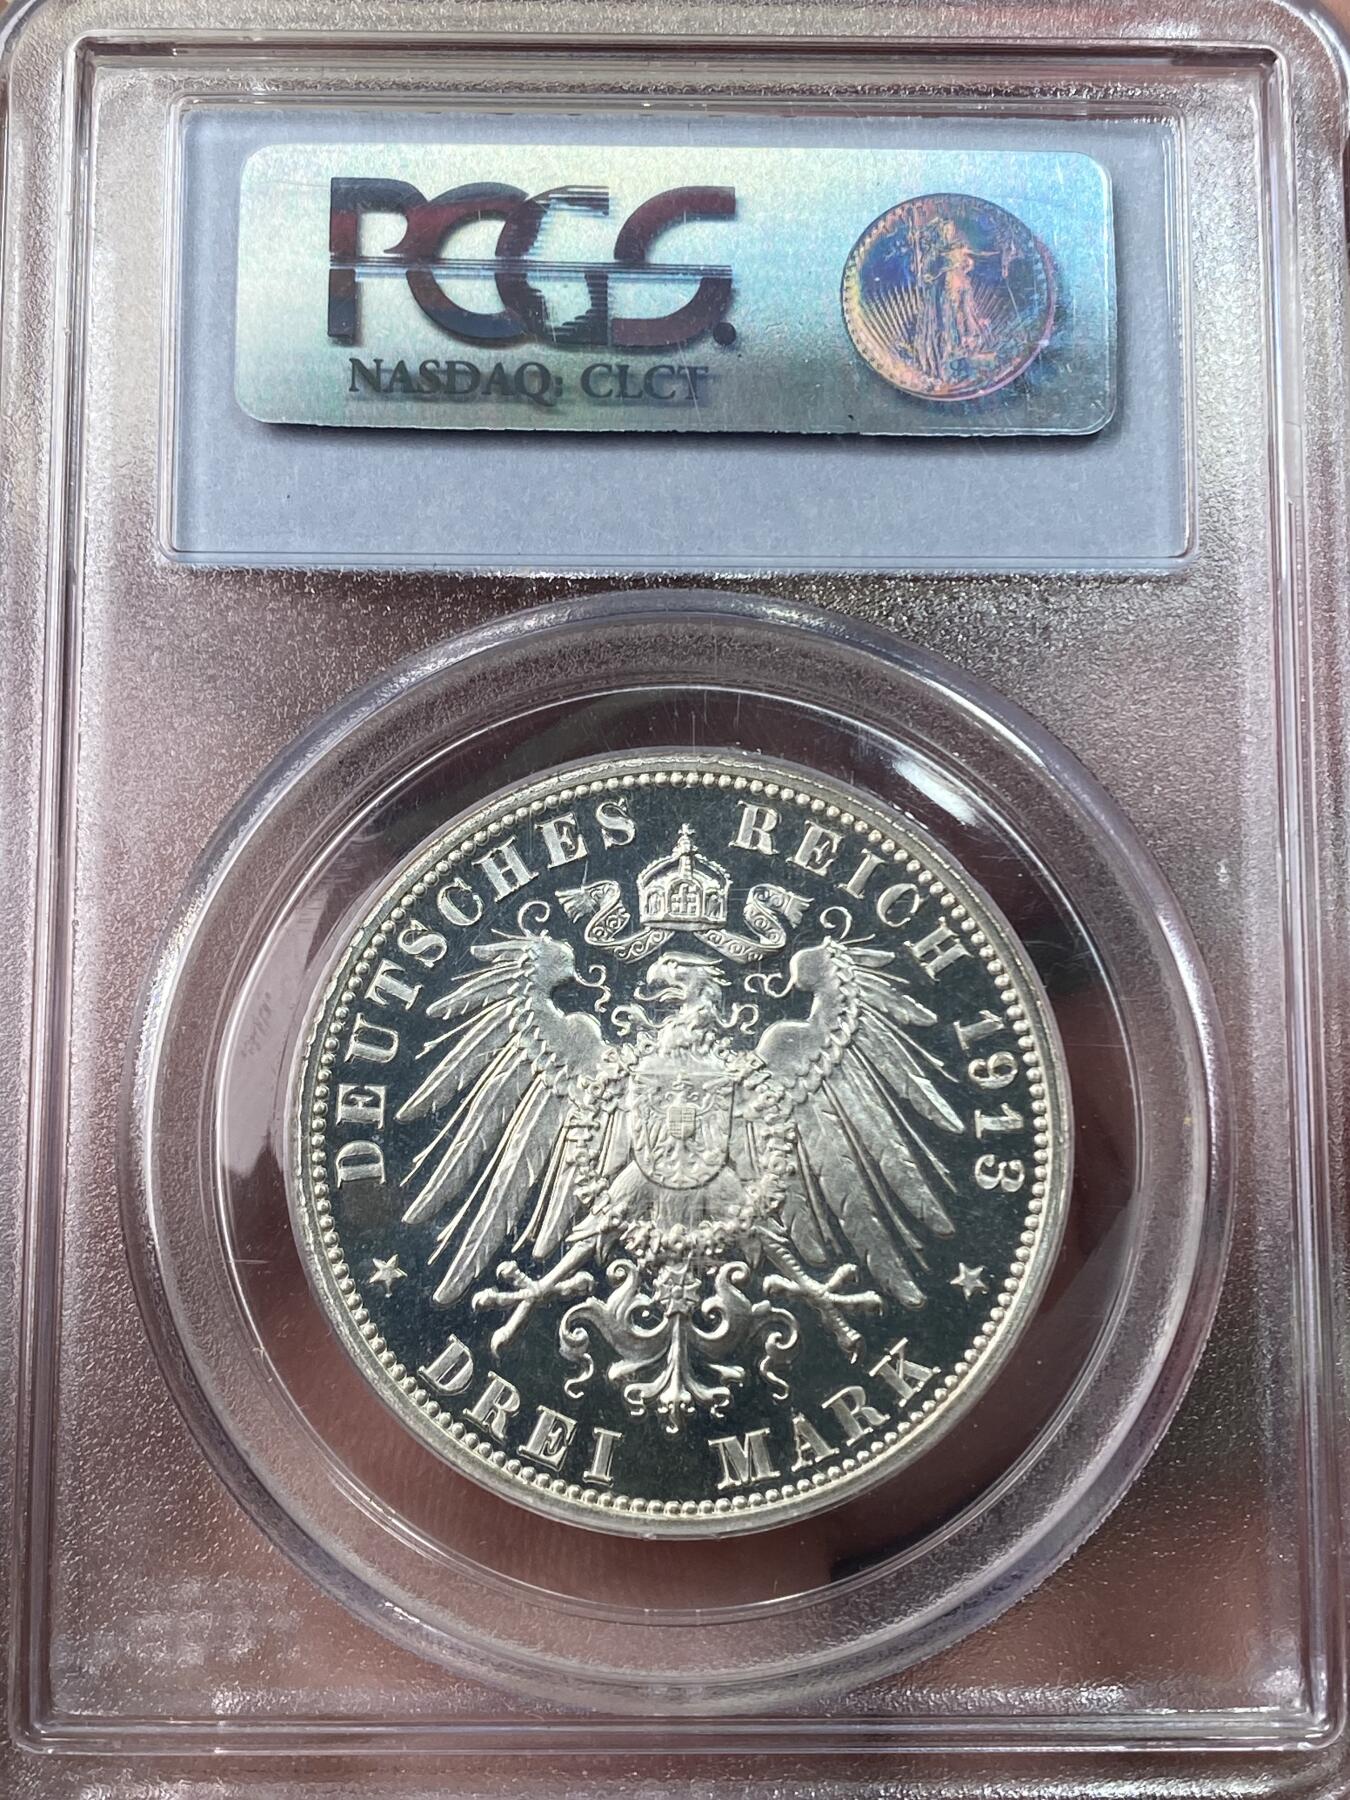 PCGS.
NASDAQ: CLCT
DEUTSCHES REICH 1913
DREI MARK